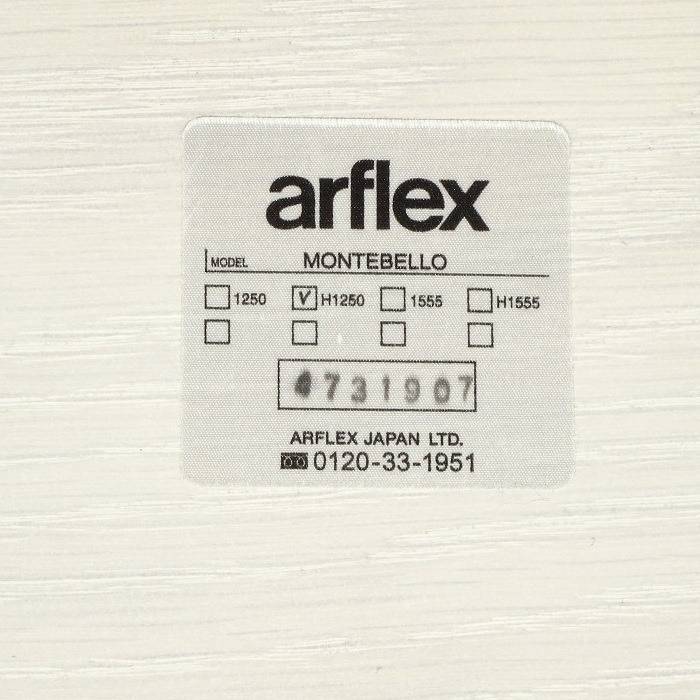 arflex
MODEL MONTEBELLO
1250 H1250 1555 H1555
731907
ARFLEX JAPAN LTD.
0120-33-1951